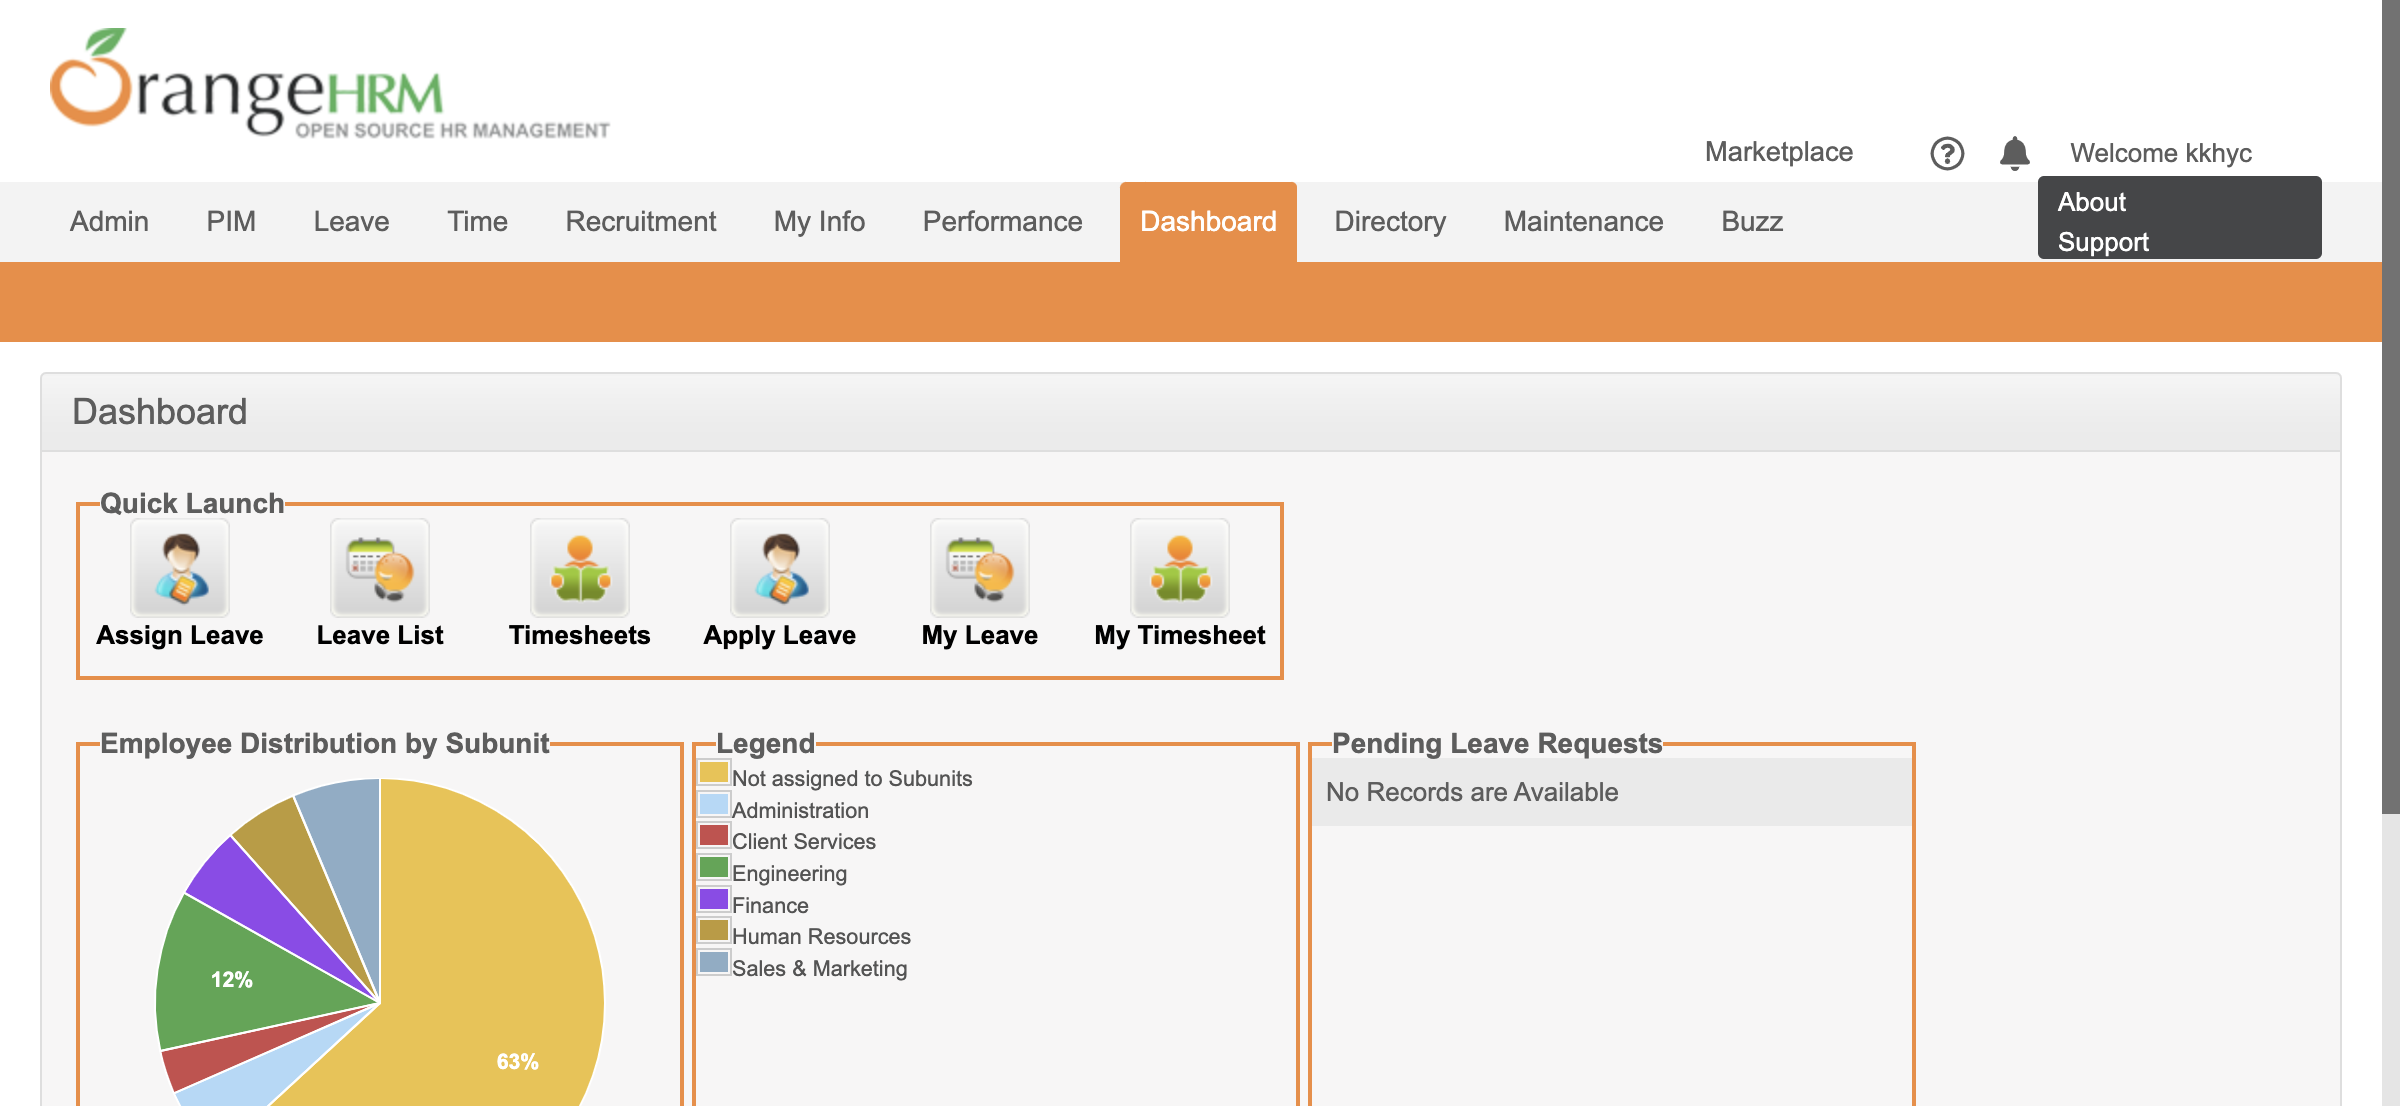 OrangeHRM
OPEN SOURCE HR MANAGEMENT
Marketplace
?
Welcome kkhyc
About
Support
Admin
PIM
Leave
Time
Recruitment
My Info
Performance
Dashboard
Directory
Maintenance
Buzz
Dashboard
Quick Launch
Assign Leave
Leave List
Timesheets
Apply Leave
My Leave
My Timesheet
Employee Distribution by Subunit
12%
63%
Legend
Not assigned to Subunits
Administration
Client Services
Engineering
Finance
Human Resources
Sales & Marketing
Pending Leave Requests
No Records are Available